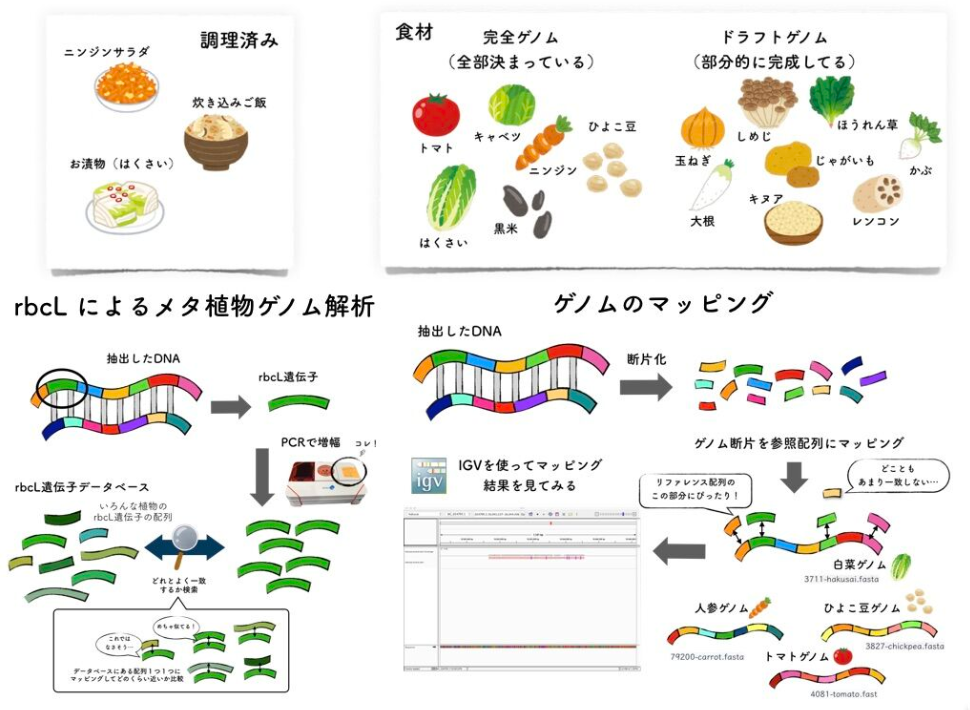 調理済み
ニンジンサラダ
炊き込みご飯
お漬物（はくさい）
食材
完全ゲノム
（全部決まっている）
トマト
キャベツ
ニンジン
ひよこ豆
はくさい
黒米
ドラフトゲノム
（部分的に完成してる）
玉ねぎ
しめじ
ほうれん草
かぶ
じゃがいも
大根
キヌア
レンコン
rbcL によるメタ植物ゲノム解析
抽出したDNA
rbcL遺伝子
PCRで増幅
コレ！
rbcL遺伝子データベース
いろんな植物の
rbcL遺伝子の配列
どれとよく一致
するか検索
これでは
なさそう…
めちゃ似てる！
データベースにある配列1つ1つに
マッピングしてどのくらい近いか比較
ゲノムのマッピング
抽出したDNA
断片化
ゲノム断片を参照配列にマッピング
igv
IGVを使ってマッピング
結果を見てみる
リファレンス配列の
この部分にぴったり！
どことも
あまり一致しない…
白菜ゲノム
3711-hakusai.fasta
人参ゲノム
79200-carrot.fasta
ひよこ豆ゲノム
3827-chickpea.fasta
トマトゲノム
4081-tomato.fast